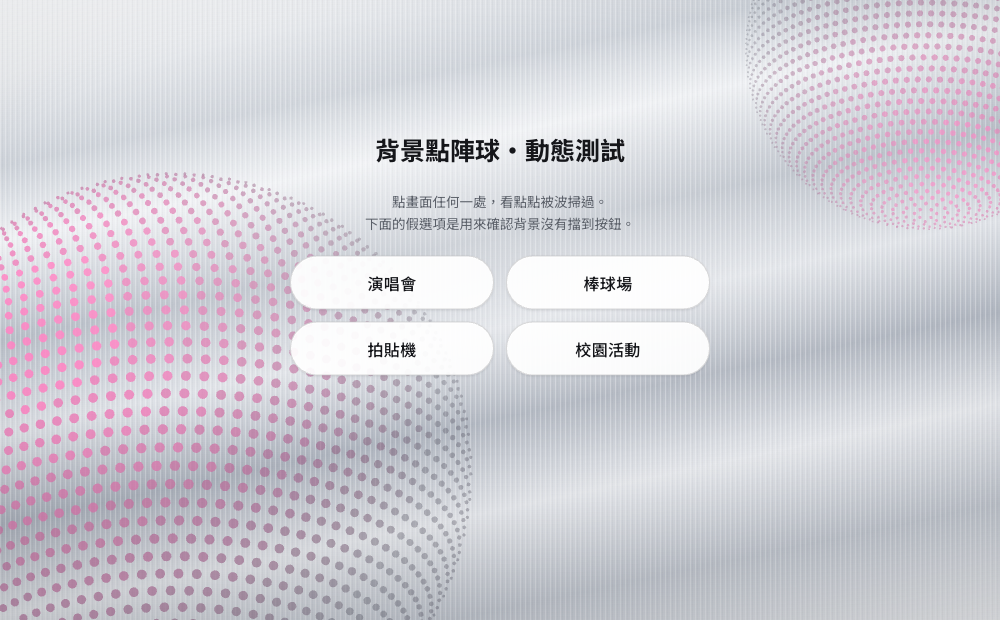 背景點陣球・動態測試
點畫面任何一處，看點點被波掃過。
下面的假選項是用來確認背景沒有擋到按鈕。
演唱會
棒球場
拍貼機
校園活動